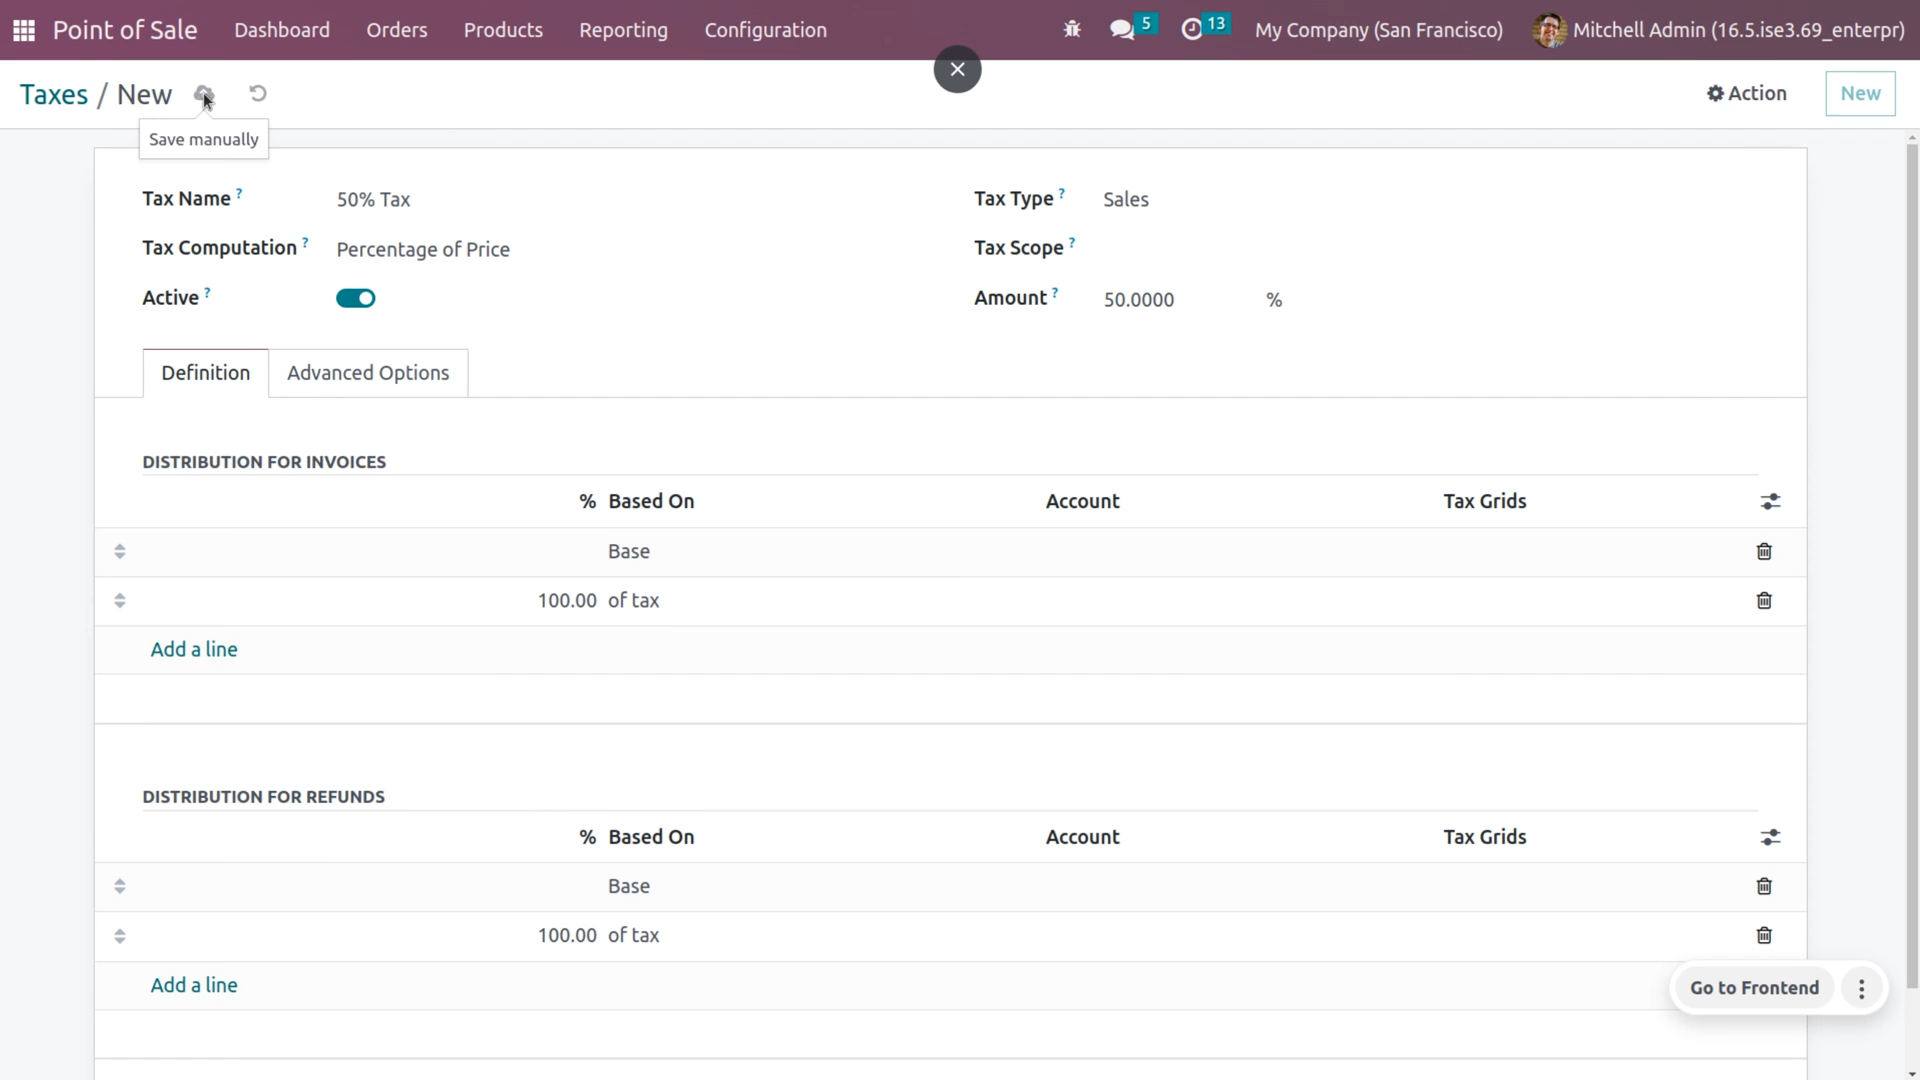 Point of Sale Dashboard Orders Products Reporting Configuration 5 13 My Company (San Francisco) Mitchell Admin (16.5.ise3.69_enterpr)
Taxes / New
Action New
Save manually
Tax Name ? 50% Tax Tax Type ? Sales
Tax Computation ? Percentage of Price Tax Scope ?
Active ? Amount ? 50.0000 %
Definition Advanced Options
DISTRIBUTION FOR INVOICES
% Based On Account Tax Grids
Base
100.00 of tax
Add a line
DISTRIBUTION FOR REFUNDS
% Based On Account Tax Grids
Base
100.00 of tax
Add a line
Go to Frontend